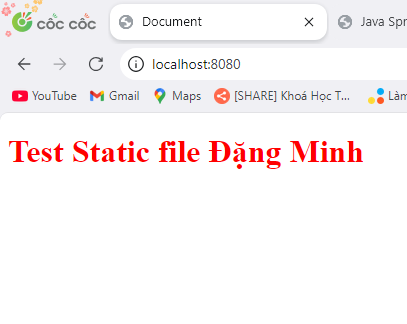 cốc cốc
Document
Java Spr
localhost:8080
YouTube
Gmail
Maps
[SHARE] Khoá Học T...
Làm
Test Static file Đặng Minh